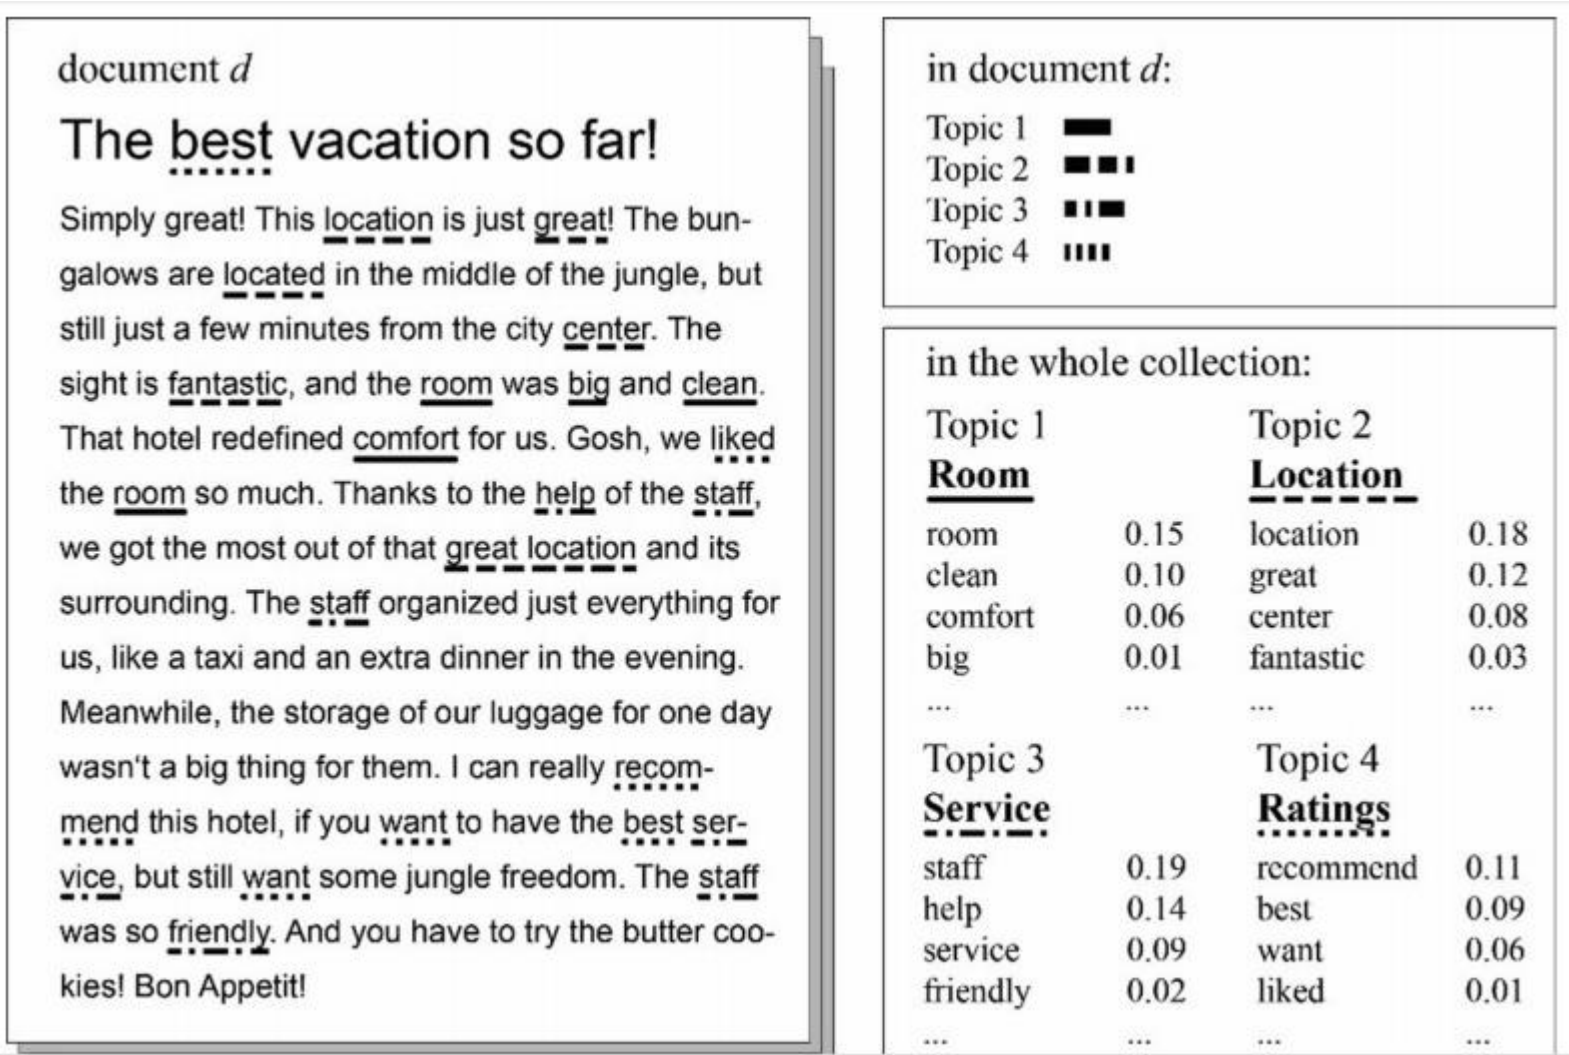 document d
The best vacation so far!
Simply great! This location is just great! The bun-
galows are located in the middle of the jungle, but
still just a few minutes from the city center. The
sight is fantastic, and the room was big and clean.
That hotel redefined comfort for us. Gosh, we liked
the room so much. Thanks to the help of the staff,
we got the most out of that great location and its
surrounding. The staff organized just everything for
us, like a taxi and an extra dinner in the evening.
Meanwhile, the storage of our luggage for one day
wasn't a big thing for them. I can really recom-
mend this hotel, if you want to have the best ser-
vice, but still want some jungle freedom. The staff
was so friendly. And you have to try the butter coo-
kies! Bon Appetit!
in document d:
Topic 1
Topic 2
Topic 3
Topic 4
in the whole collection:
Topic 1
Room
room 0.15
clean 0.10
comfort 0.06
big 0.01
... ...
Topic 2
Location
location 0.18
great 0.12
center 0.08
fantastic 0.03
... ...
Topic 3
Service
staff 0.19
help 0.14
service 0.09
friendly 0.02
... ...
Topic 4
Ratings
recommend 0.11
best 0.09
want 0.06
liked 0.01
... ...